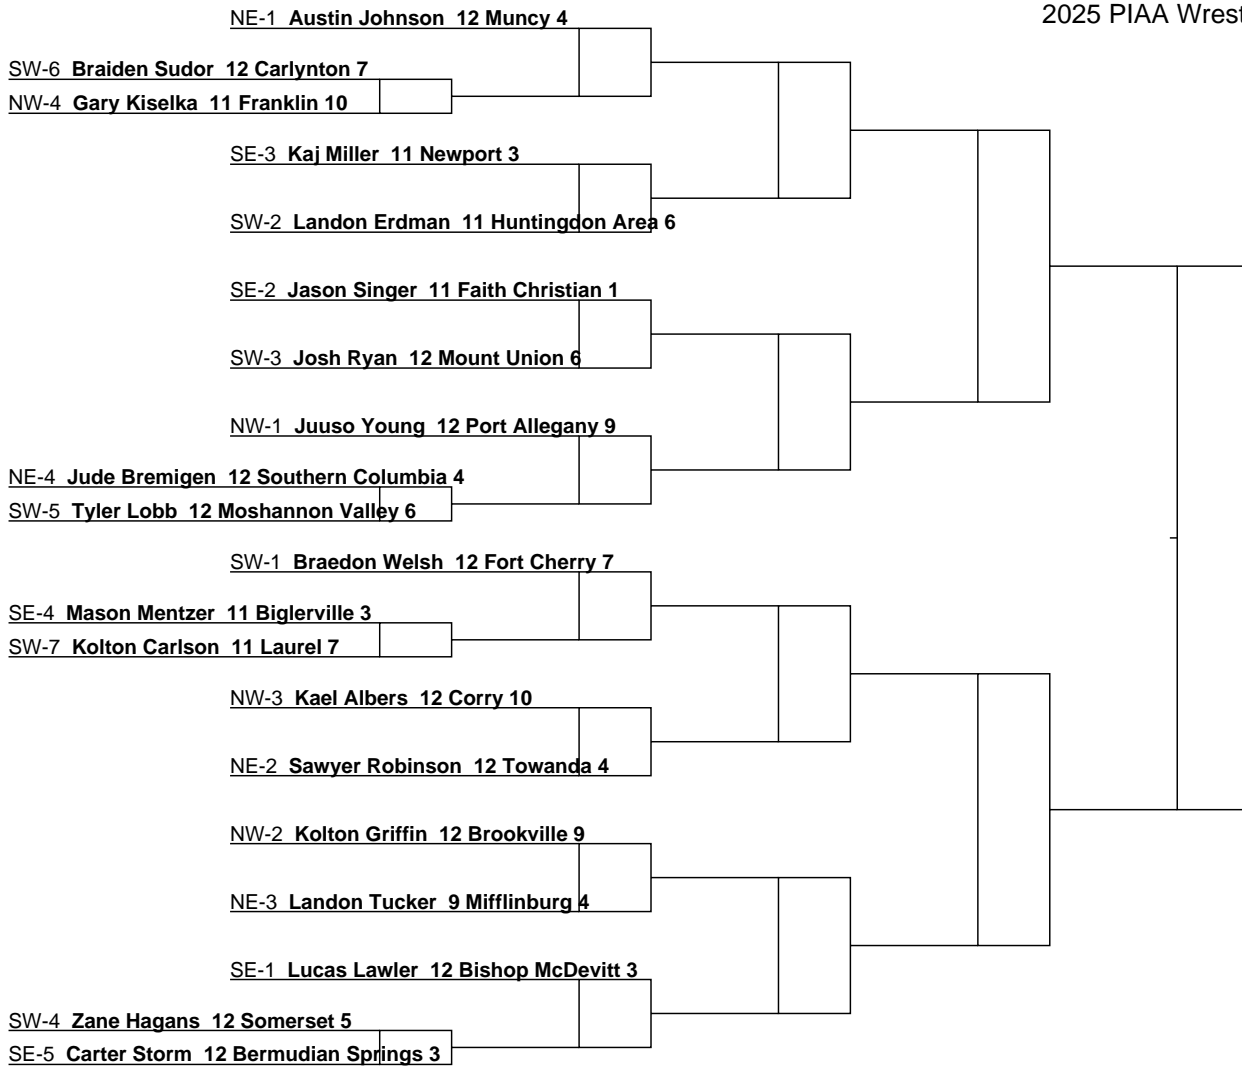 2025 PIAA Wrest
NE-1 Austin Johnson 12 Muncy 4
SW-6 Braiden Sudor 12 Carlynton 7
NW-4 Gary Kiselka 11 Franklin 10
SE-3 Kaj Miller 11 Newport 3
SW-2 Landon Erdman 11 Huntingdon Area 6
SE-2 Jason Singer 11 Faith Christian 1
SW-3 Josh Ryan 12 Mount Union 6
NW-1 Juuso Young 12 Port Allegany 9
NE-4 Jude Bremigen 12 Southern Columbia 4
SW-5 Tyler Lobb 12 Moshannon Valley 6
SW-1 Braedon Welsh 12 Fort Cherry 7
SE-4 Mason Mentzer 11 Biglerville 3
SW-7 Kolton Carlson 11 Laurel 7
NW-3 Kael Albers 12 Corry 10
NE-2 Sawyer Robinson 12 Towanda 4
NW-2 Kolton Griffin 12 Brookville 9
NE-3 Landon Tucker 9 Mifflinburg 4
SE-1 Lucas Lawler 12 Bishop McDevitt 3
SW-4 Zane Hagans 12 Somerset 5
SE-5 Carter Storm 12 Bermudian Springs 3